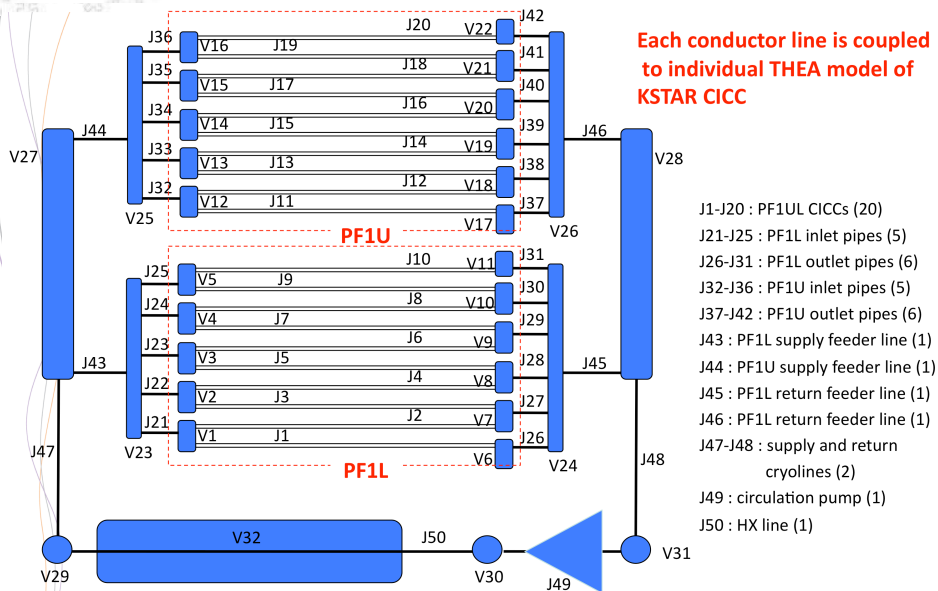 J42
J20
J36
V22
V16
J19
J41
J18
J35
V21
V15
J17
J40
J16
J34
V20
V14
J15
J39
J44
J14
J46
J33
V19
V27
V13
J13
J38
V28
J12
J32
V18
V12
J11
J37
V25
V17
V26
PF1U
Each conductor line is coupled
to individual THEA model of
KSTAR CICC
J31
J10
V11
J25
V5
J9
J30
J8
J24
V10
V4
J7
J29
J6
V9
J23
V3
J5
J28
J43
J4
J45
V8
J22
V2
J3
J27
J2
V7
J21
V1
J1
J26
V23
V6
V24
PF1L
J47
J48
V32
J50
V29
V30
J49
V31
J1-J20 : PF1UL CICCs (20)
J21-J25 : PF1L inlet pipes (5)
J26-J31 : PF1L outlet pipes (6)
J32-J36 : PF1U inlet pipes (5)
J37-J42 : PF1U outlet pipes (6)
J43 : PF1L supply feeder line (1)
J44 : PF1U supply feeder line (1)
J45 : PF1L return feeder line (1)
J46 : PF1L return feeder line (1)
J47-J48 : supply and return
cryolines (2)
J49 : circulation pump (1)
J50 : HX line (1)